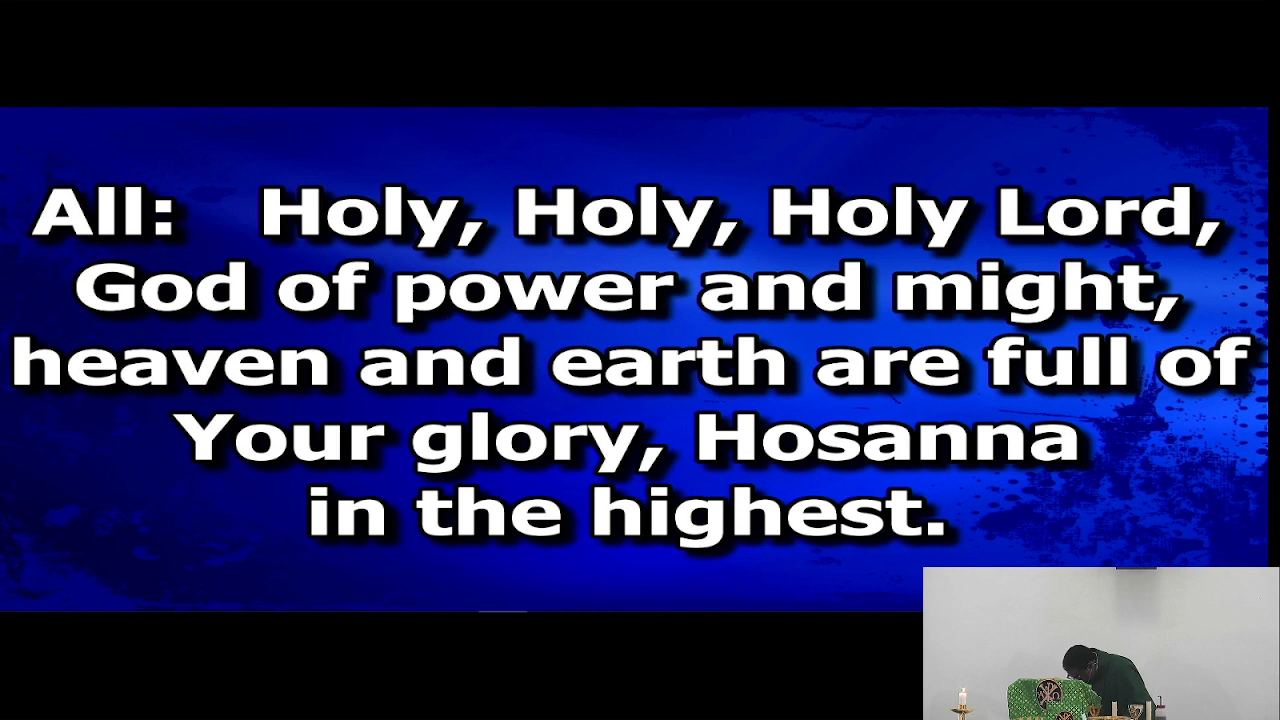 All: Holy, Holy, Holy Lord,
God of power and might,
heaven and earth are full of
Your glory, Hosanna
in the highest.